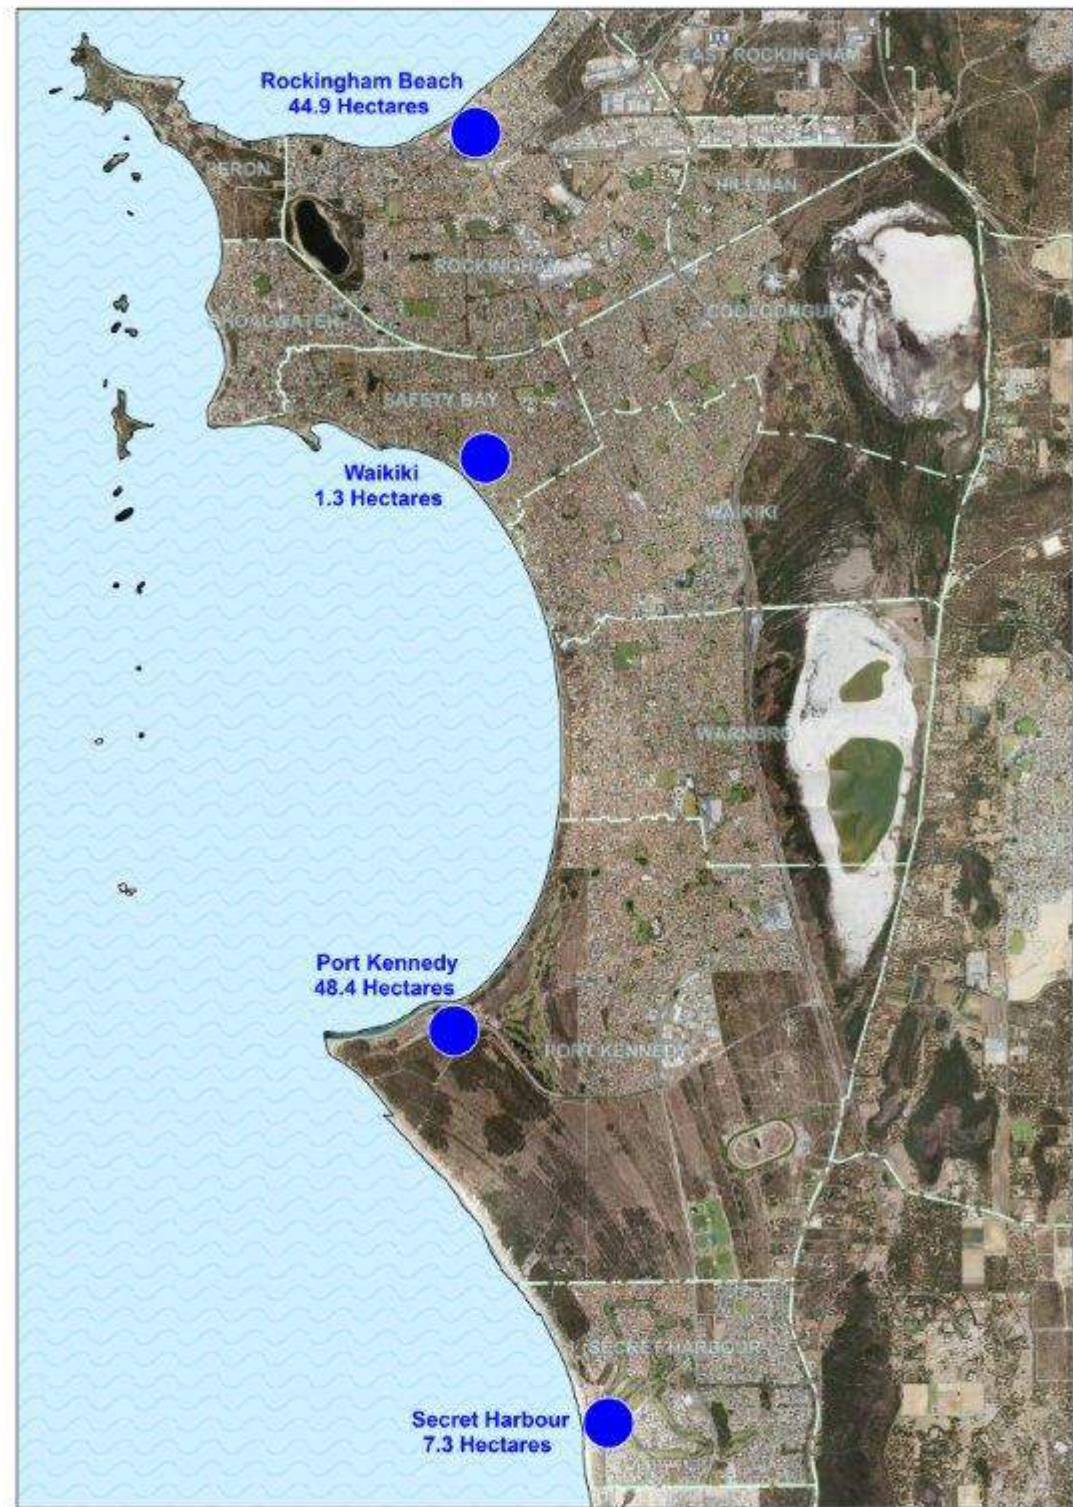 EAST ROCKINGHAM
Rockingham Beach
44.9 Hectares
HILLMAN
ROCKINGHAM
SAFETY BAY
Waikiki
1.3 Hectares
WAIKIKI
WARNBRO
Port Kennedy
48.4 Hectares
PORT KENNEDY
SECRET HARBOUR
Secret Harbour
7.3 Hectares